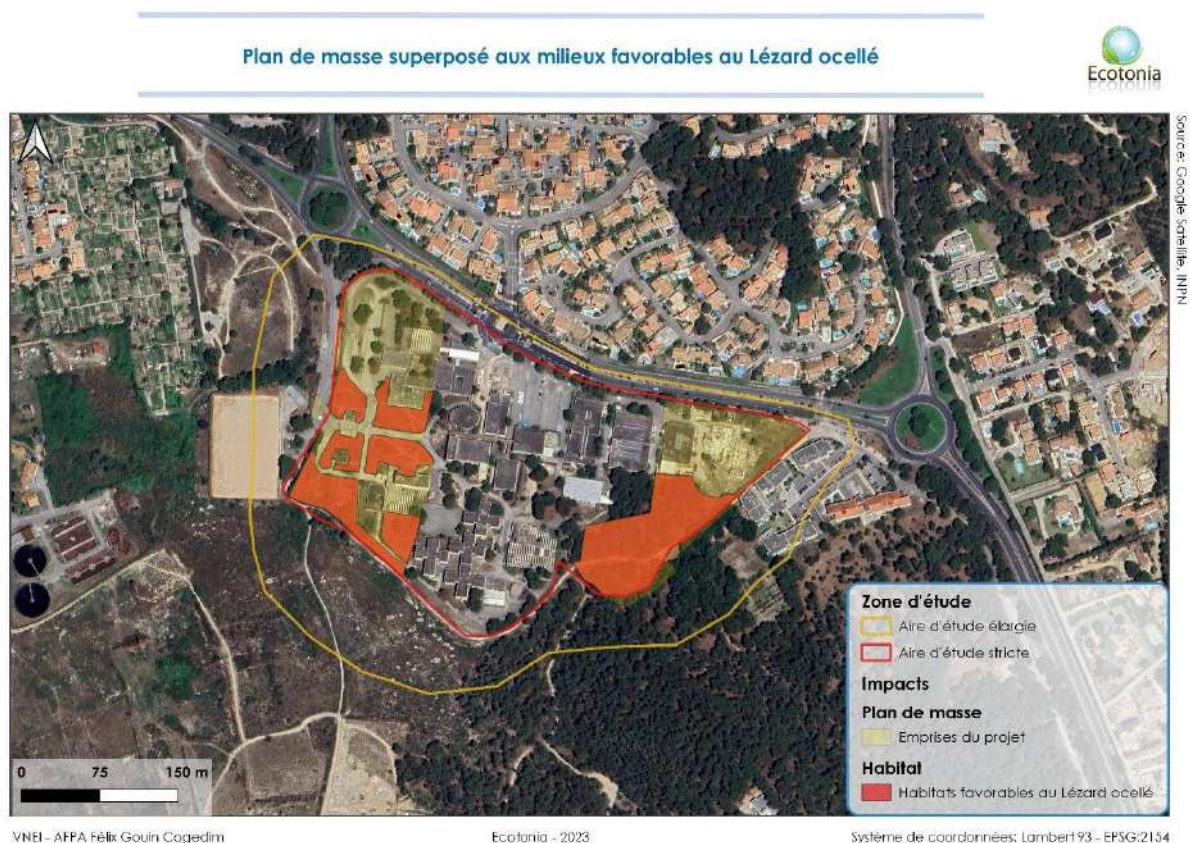 Plan de masse superposé aux milieux favorables au Lézard ocellé
Ecotonia
Source: Google Satellite, INPN
Zone d'étude
Aire d'étude élargie
Aire d'étude stricte
Impacts
Plan de masse
Emprises du projet
Habitat
Habitats favorables au Lézard ocellé
0 75 150 m
VNEI - AFPA Félix Gouin Cogedim
Ecotonia - 2023
Système de coordonnées: Lambert 93 - EPSG:2154